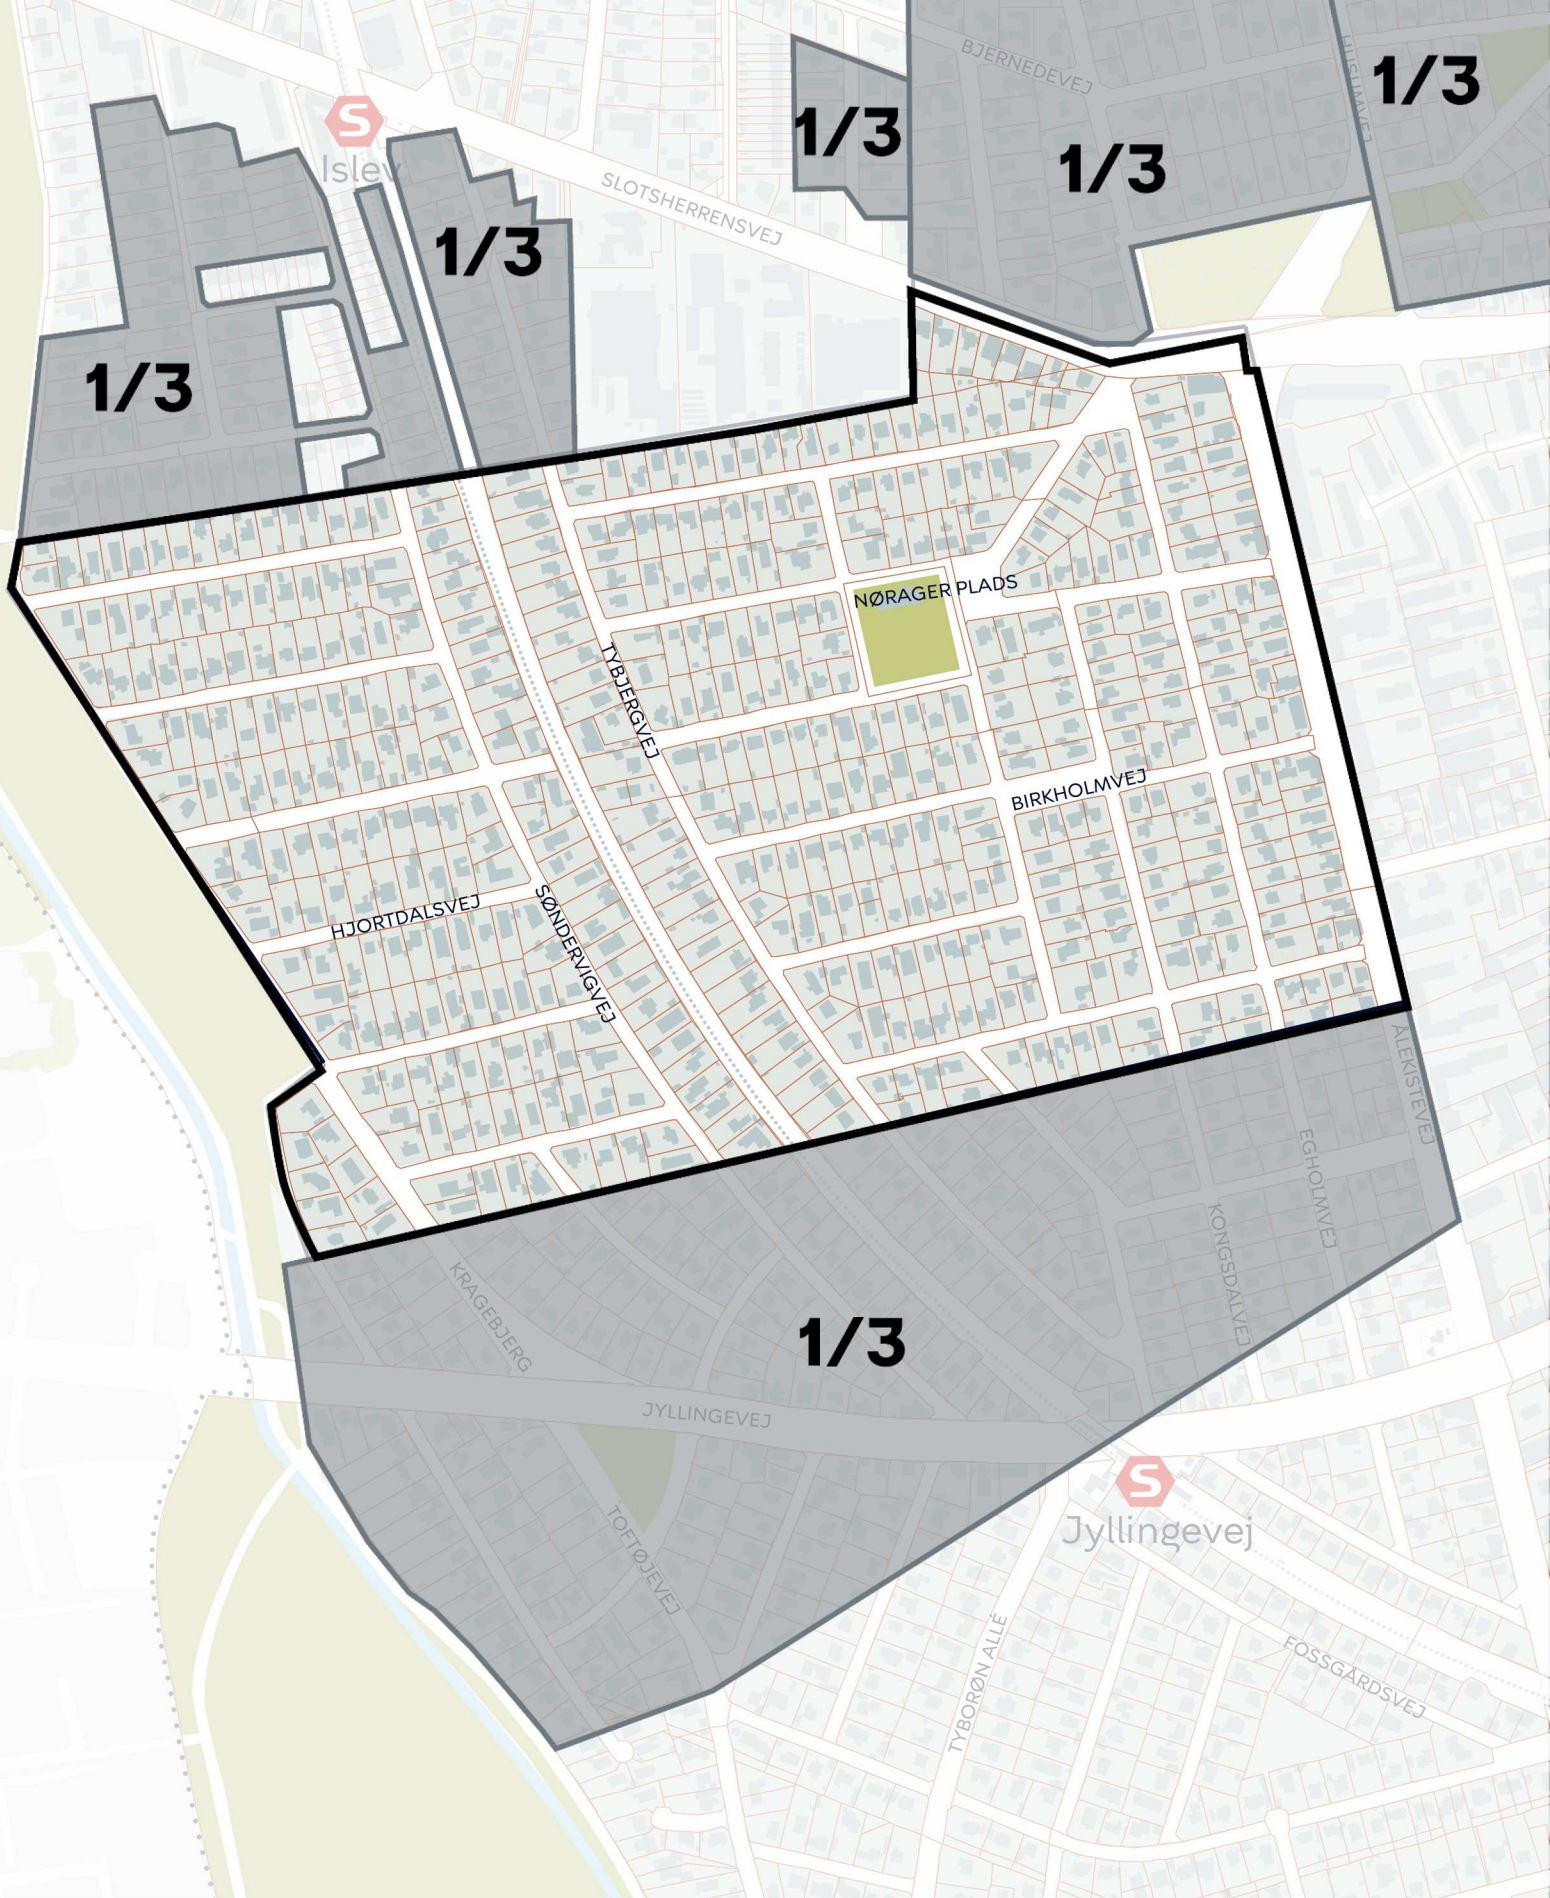 BJERNEDEVEJ
HUSUMVEJ
1/3
S
Islev
1/3
1/3
SLOTSHERRENSVEJ
1/3
1/3
NØRAGER PLADS
TYBJERGVEJ
BIRKHOLMVEJ
HJORTDALSVEJ
SØNDERVIGVEJ
ÅLEKISTEVEJ
EGHOLMVEJ
KONGSDALVEJ
KRAGEBJERG
1/3
JYLLINGEVEJ
S
Jyllingevej
TOFTØJEVEJ
TYBORØN ALLÉ
FOSSGÅRDSVEJ